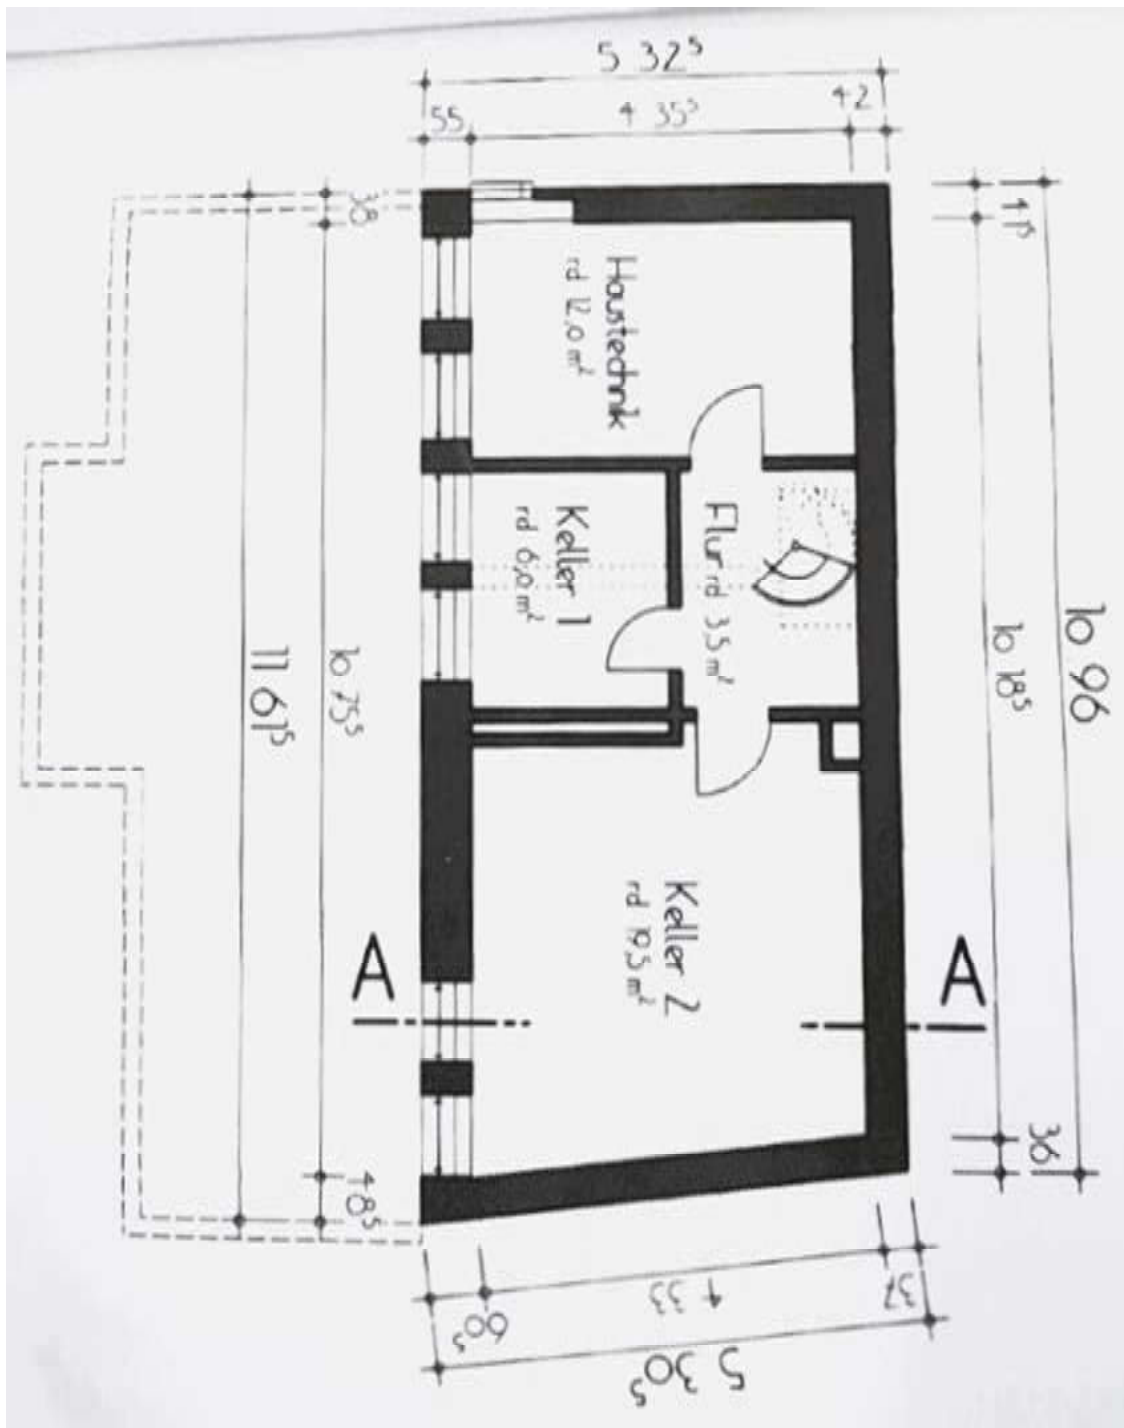 5 32⁵
55
4 35⁵
42
38
41⁵
Haustechnik
rd 12,0 m²
Keller 1
rd 6,0 m²
Flur rd 3,5 m²
10 96
10 18⁵
10 75⁵
11 61⁵
Keller 2
rd 19,5 m²
A
A
36
48⁵
60⁵
4 33
37
5 30⁵